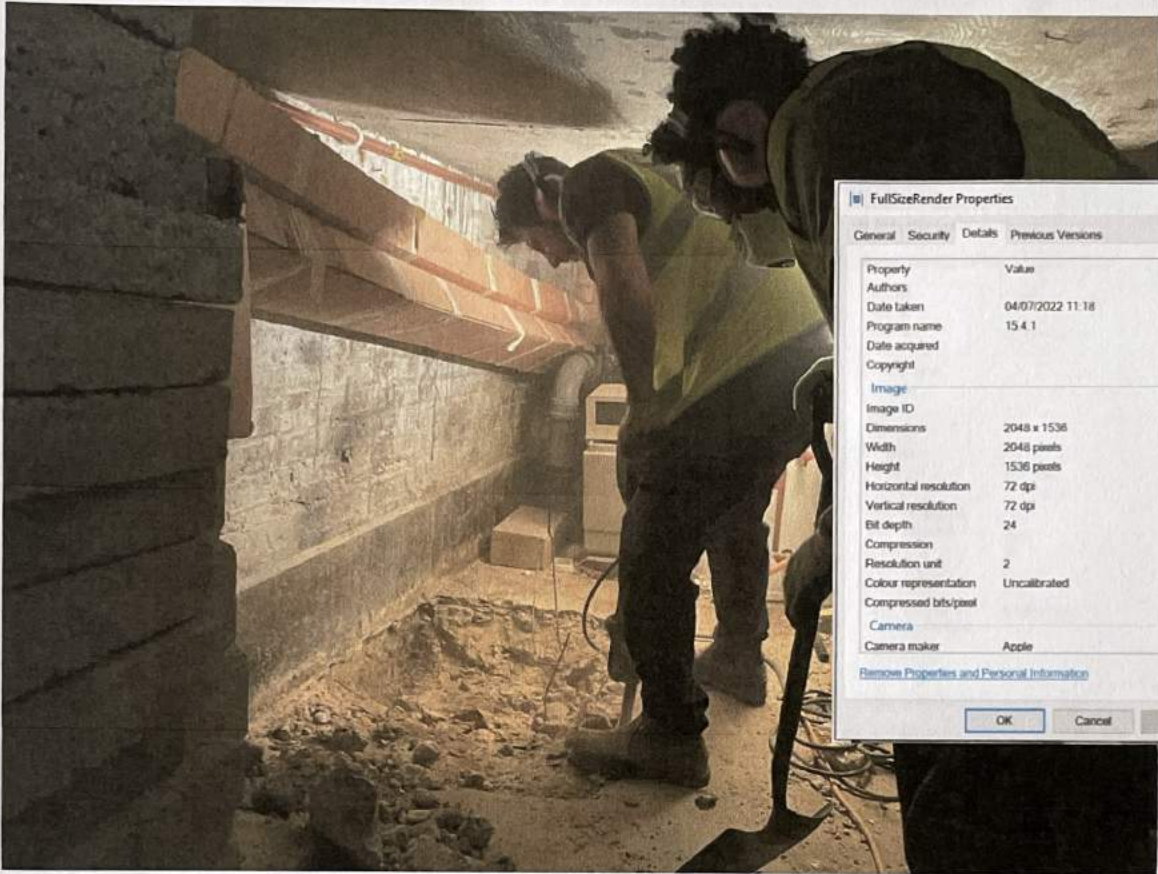 FullSizeRender Properties
General Security Details Previous Versions
Property Value
Authors
Date taken 04/07/2022 11:18
Program name 15.4.1
Date acquired
Copyright
Image
Image ID
Dimensions 2048 x 1536
Width 2048 pixels
Height 1536 pixels
Horizontal resolution 72 dpi
Vertical resolution 72 dpi
Bit depth 24
Compression
Resolution unit 2
Colour representation Uncalibrated
Compressed bits/pixel
Camera
Camera maker Apple
Remove Properties and Personal Information
OK Cancel